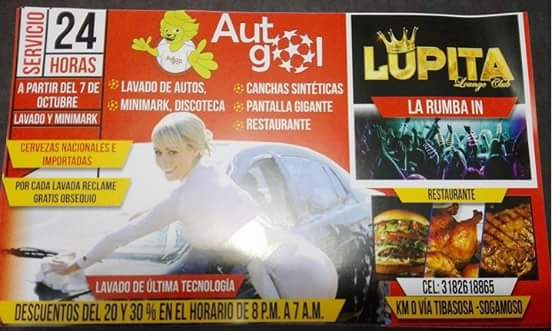 SERVICIO
24
HORAS
A PARTIR DEL 7 DE
OCTUBRE
LAVADO Y MINIMARK
Aut
gol
LAVADO DE AUTOS,
MINIMARK, DISCOTECA
CANCHAS SINTÉTICAS
PANTALLA GIGANTE
RESTAURANTE
CERVEZAS NACIONALES E
IMPORTADAS
POR CADA LAVADA RECLAME
GRATIS OBSEQUIO
LAVADO DE ÚLTIMA TECNOLOGÍA
DESCUENTOS DEL 20 Y 30 % EN EL HORARIO DE 8 P.M. A 7 A.M.
LUPITA
Lounge Club
LA RUMBA IN
RESTAURANTE
CEL: 3182618865
KM 0 VÍA TIBASOSA -SOGAMOSO